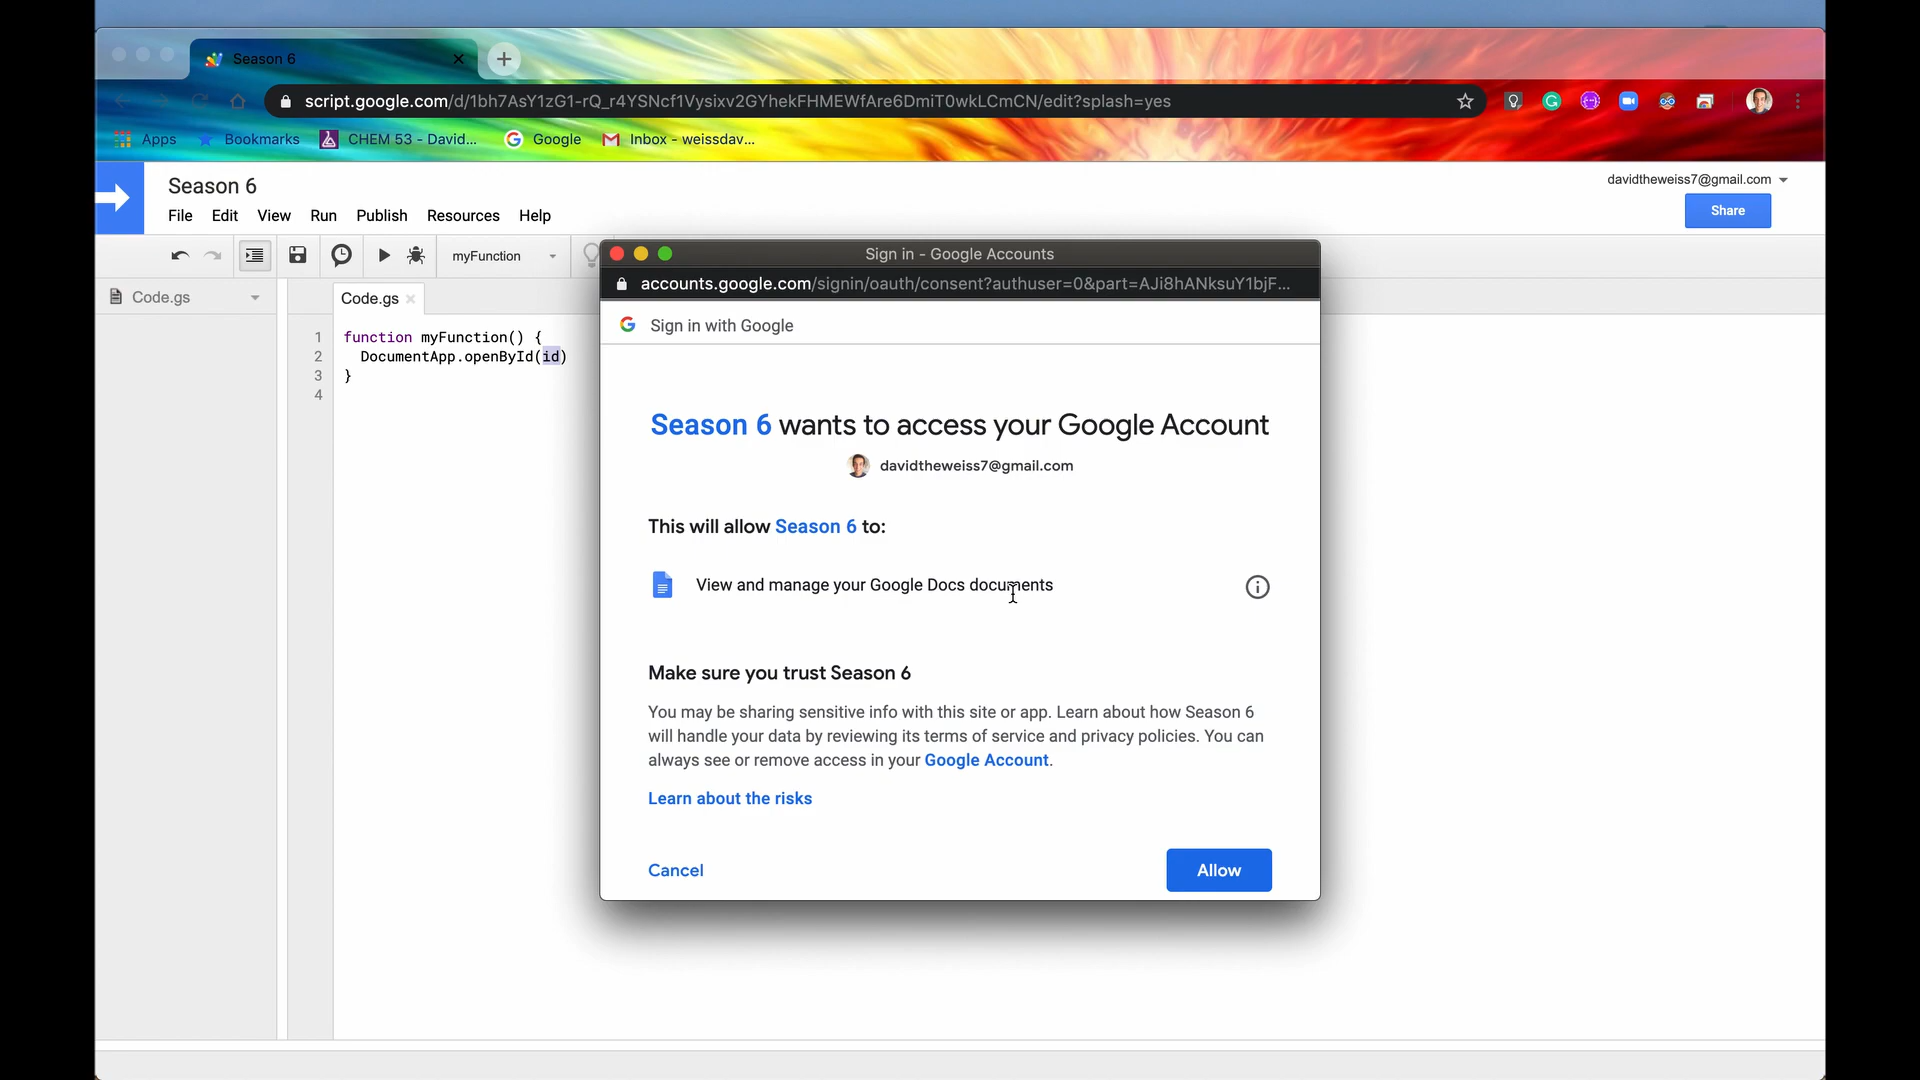 Season 6
script.google.com/d/1bh7AsY1zG1-rQ_r4YSNcf1Vysixv2GYhekFHMEWfAre6DmiT0wkLCmCN/edit?splash=yes
Apps Bookmarks CHEM 53 - David... Google Inbox - weissdav...
Season 6
davidtheweiss7@gmail.com
File Edit View Run Publish Resources Help
Share
myFunction
Code.gs
Code.gs
1 function myFunction() {
2 DocumentApp.openById(id)
3 }
4
Sign in - Google Accounts
accounts.google.com/signin/oauth/consent?authuser=0&part=AJi8hANksuY1bjF...
Sign in with Google
Season 6 wants to access your Google Account
davidtheweiss7@gmail.com
This will allow Season 6 to:
View and manage your Google Docs documents
Make sure you trust Season 6
You may be sharing sensitive info with this site or app. Learn about how Season 6
will handle your data by reviewing its terms of service and privacy policies. You can
always see or remove access in your Google Account.
Learn about the risks
Cancel
Allow